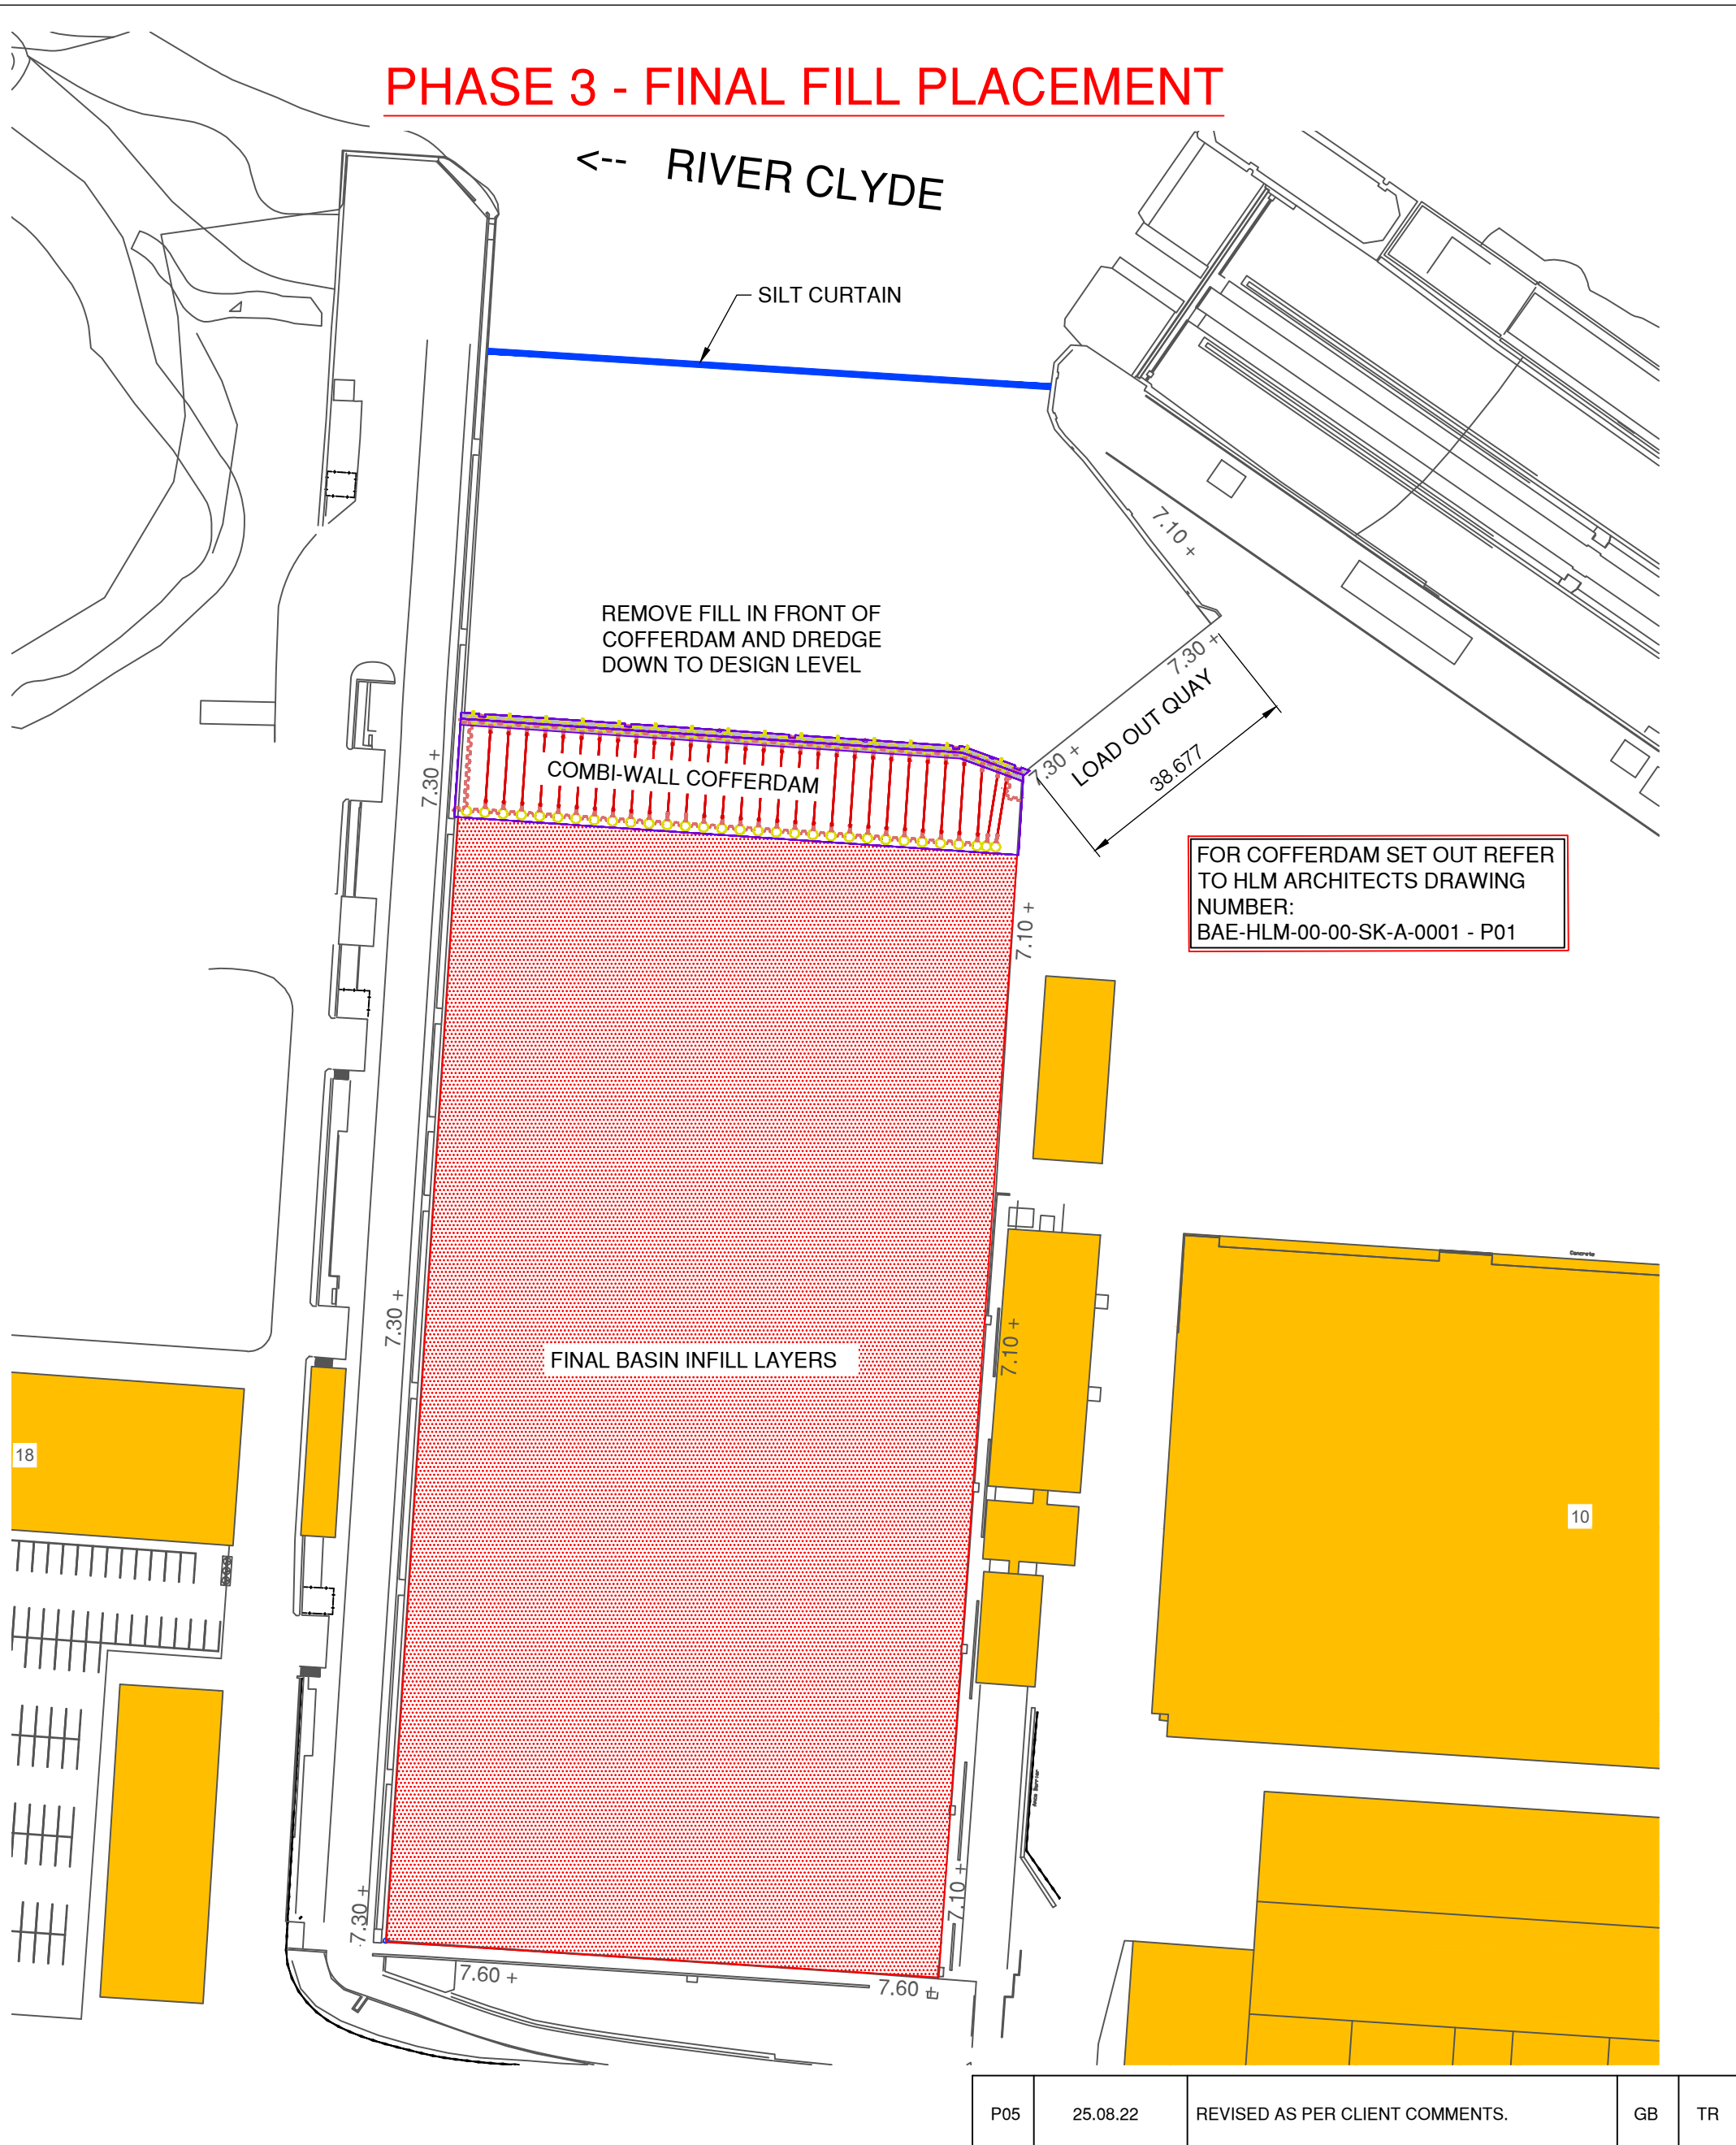 PHASE 3 - FINAL FILL PLACEMENT
<-- RIVER CLYDE
SILT CURTAIN
7.10 +
REMOVE FILL IN FRONT OF
COFFERDAM AND DREDGE
DOWN TO DESIGN LEVEL
7.30 +
LOAD OUT QUAY
7.30 +
38.677
7.30 +
COMBI-WALL COFFERDAM
FOR COFFERDAM SET OUT REFER
TO HLM ARCHITECTS DRAWING
NUMBER:
BAE-HLM-00-00-SK-A-0001 - P01
7.10 +
Concrete
7.30 +
7.10 +
FINAL BASIN INFILL LAYERS
18
10
7.30 +
7.10 +
7.60 +
7.60 +
P05 25.08.22 REVISED AS PER CLIENT COMMENTS. GB TR